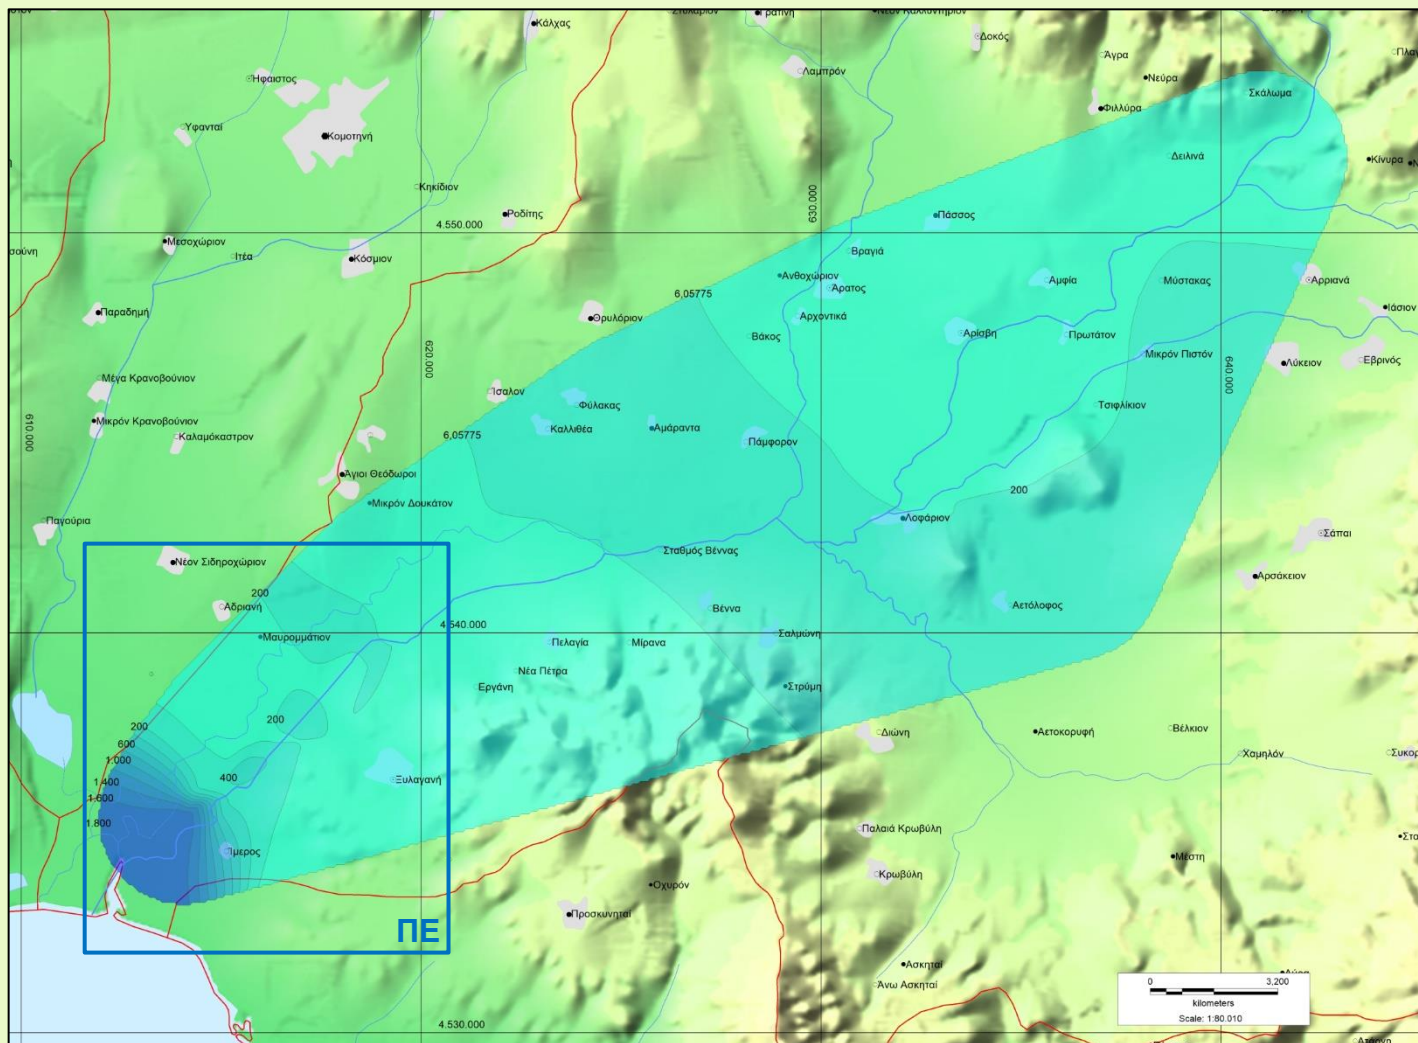 Κάλχας
Γρατινή
Νέον Καλλυντήριον
Δοκός
Άγρα
Ήφαιστος
Λαμπρόν
Νεύρα
Σκάλωμα
Φιλλύρα
Υφανταί
Κομοτηνή
Δειλινά
Κίνυρα
Κηκίδιον
Ροδίτης
630.000
Πάσσος
4.550.000
Μεσοχώριον
Ιτέα
Κόσμιον
Βραγιά
Ανθοχώριον
Άρατος
Αμφία
Μύστακας
Αρριανά
6,05775
Παραδημή
Θρυλόριον
Αρχοντικά
Ιάσιον
Βάκος
Αρίσβη
Πρωτάτον
620.000
Μικρόν Πιστόν
640.000
Λύκειον
Εβρινός
Μέγα Κρανοβούνιον
Ίσαλον
Φύλακας
Τσιφλίκιον
610.000
Μικρόν Κρανοβούνιον
Καλαμόκαστρον
6,05775
Καλλιθέα
Αμάραντα
Πάμφορον
Άγιοι Θεόδωροι
200
Μικρόν Δουκάτον
Παγούρια
Λοφάριον
Σάπαι
Σταθμός Βέννας
Νέον Σιδηροχώριον
Αρσάκειον
200
Αδριανή
Βέννα
Αετόλοφος
4.540.000
Μαυρομμάτιον
Πελαγία
Μίρανα
Σαλμώνη
Νέα Πέτρα
Εργάνη
Στρύμη
200
200
Διώνη
Αετοκορυφή
Βέλκιον
600
1.000
Χαμηλόν
400
1.400
Ξυλαγανή
1.600
1.800
Παλαιά Κρωβύλη
Ίμερος
Μέστη
Κρωβύλη
Οχυρόν
Προσκυνηταί
ΠΕ
Ασκηταί
Άνω Ασκηταί
0 3,200
kilometers
Scale: 1:80.010
4.530.000